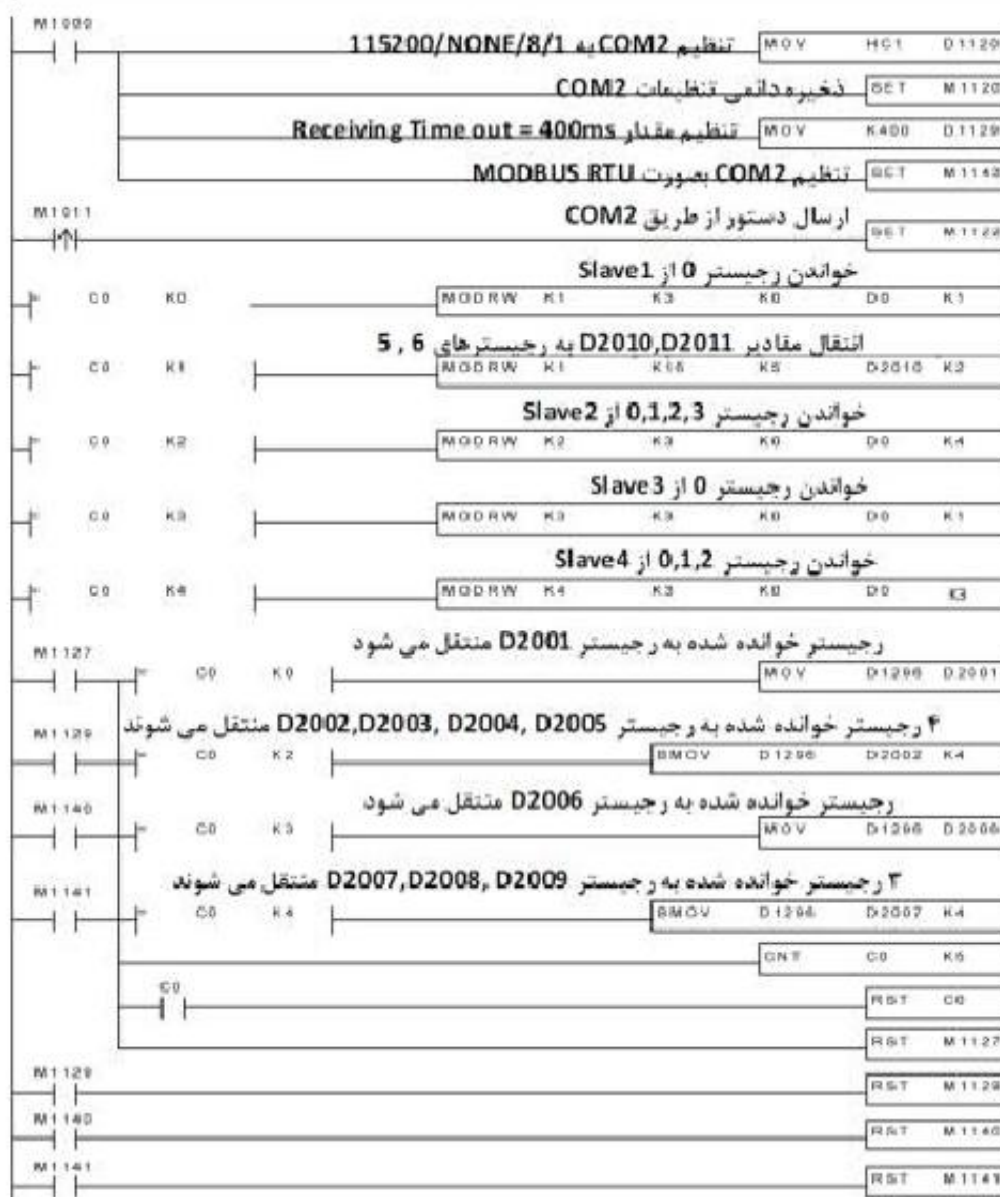 M1000
تنظیم COM2 به 115200/NONE/8/1 MOV HC1 D1120
ذخیره دائمی تنظیمات COM2 SET M1120
تنظیم مقدار Receiving Time out = 400ms MOV K400 D1129
تنظیم COM2 بصورت MODBUS RTU SET M1143
M1011
ارسال دستور از طریق COM2
SET M1122
خواندن رجیستر 0 از Slave1
= C0 K0 MODRW K1 K3 K0 D0 K1
انتقال مقادیر D2010,D2011 به رجیسترهای 5 , 6
= C0 K1 MODRW K1 K16 K5 D2010 K2
خواندن رجیستر 0,1,2,3 از Slave2
= C0 K2 MODRW K2 K3 K0 D0 K4
خواندن رجیستر 0 از Slave3
= C0 K3 MODRW K3 K3 K0 D0 K1
خواندن رجیستر 0,1,2 از Slave4
= C0 K4 MODRW K4 K3 K0 D0 K3
رجیستر خوانده شده به رجیستر D2001 منتقل می شود
M1127
= C0 K0 MOV D1296 D2001
۴ رجیستر خوانده شده به رجیستر D2002,D2003, D2004, D2005 منتقل می شوند
M1129
= C0 K2 BMOV D1296 D2002 K4
رجیستر خوانده شده به رجیستر D2006 منتقل می شود
M1140
= C0 K3 MOV D1296 D2006
۳ رجیستر خوانده شده به رجیستر D2007,D2008, D2009 منتقل می شوند
M1141
= C0 K4 BMOV D1296 D2007 K4
CNT C0 K5
C0
RST C0
RST M1127
M1129
RST M1129
M1140
RST M1140
M1141
RST M1141